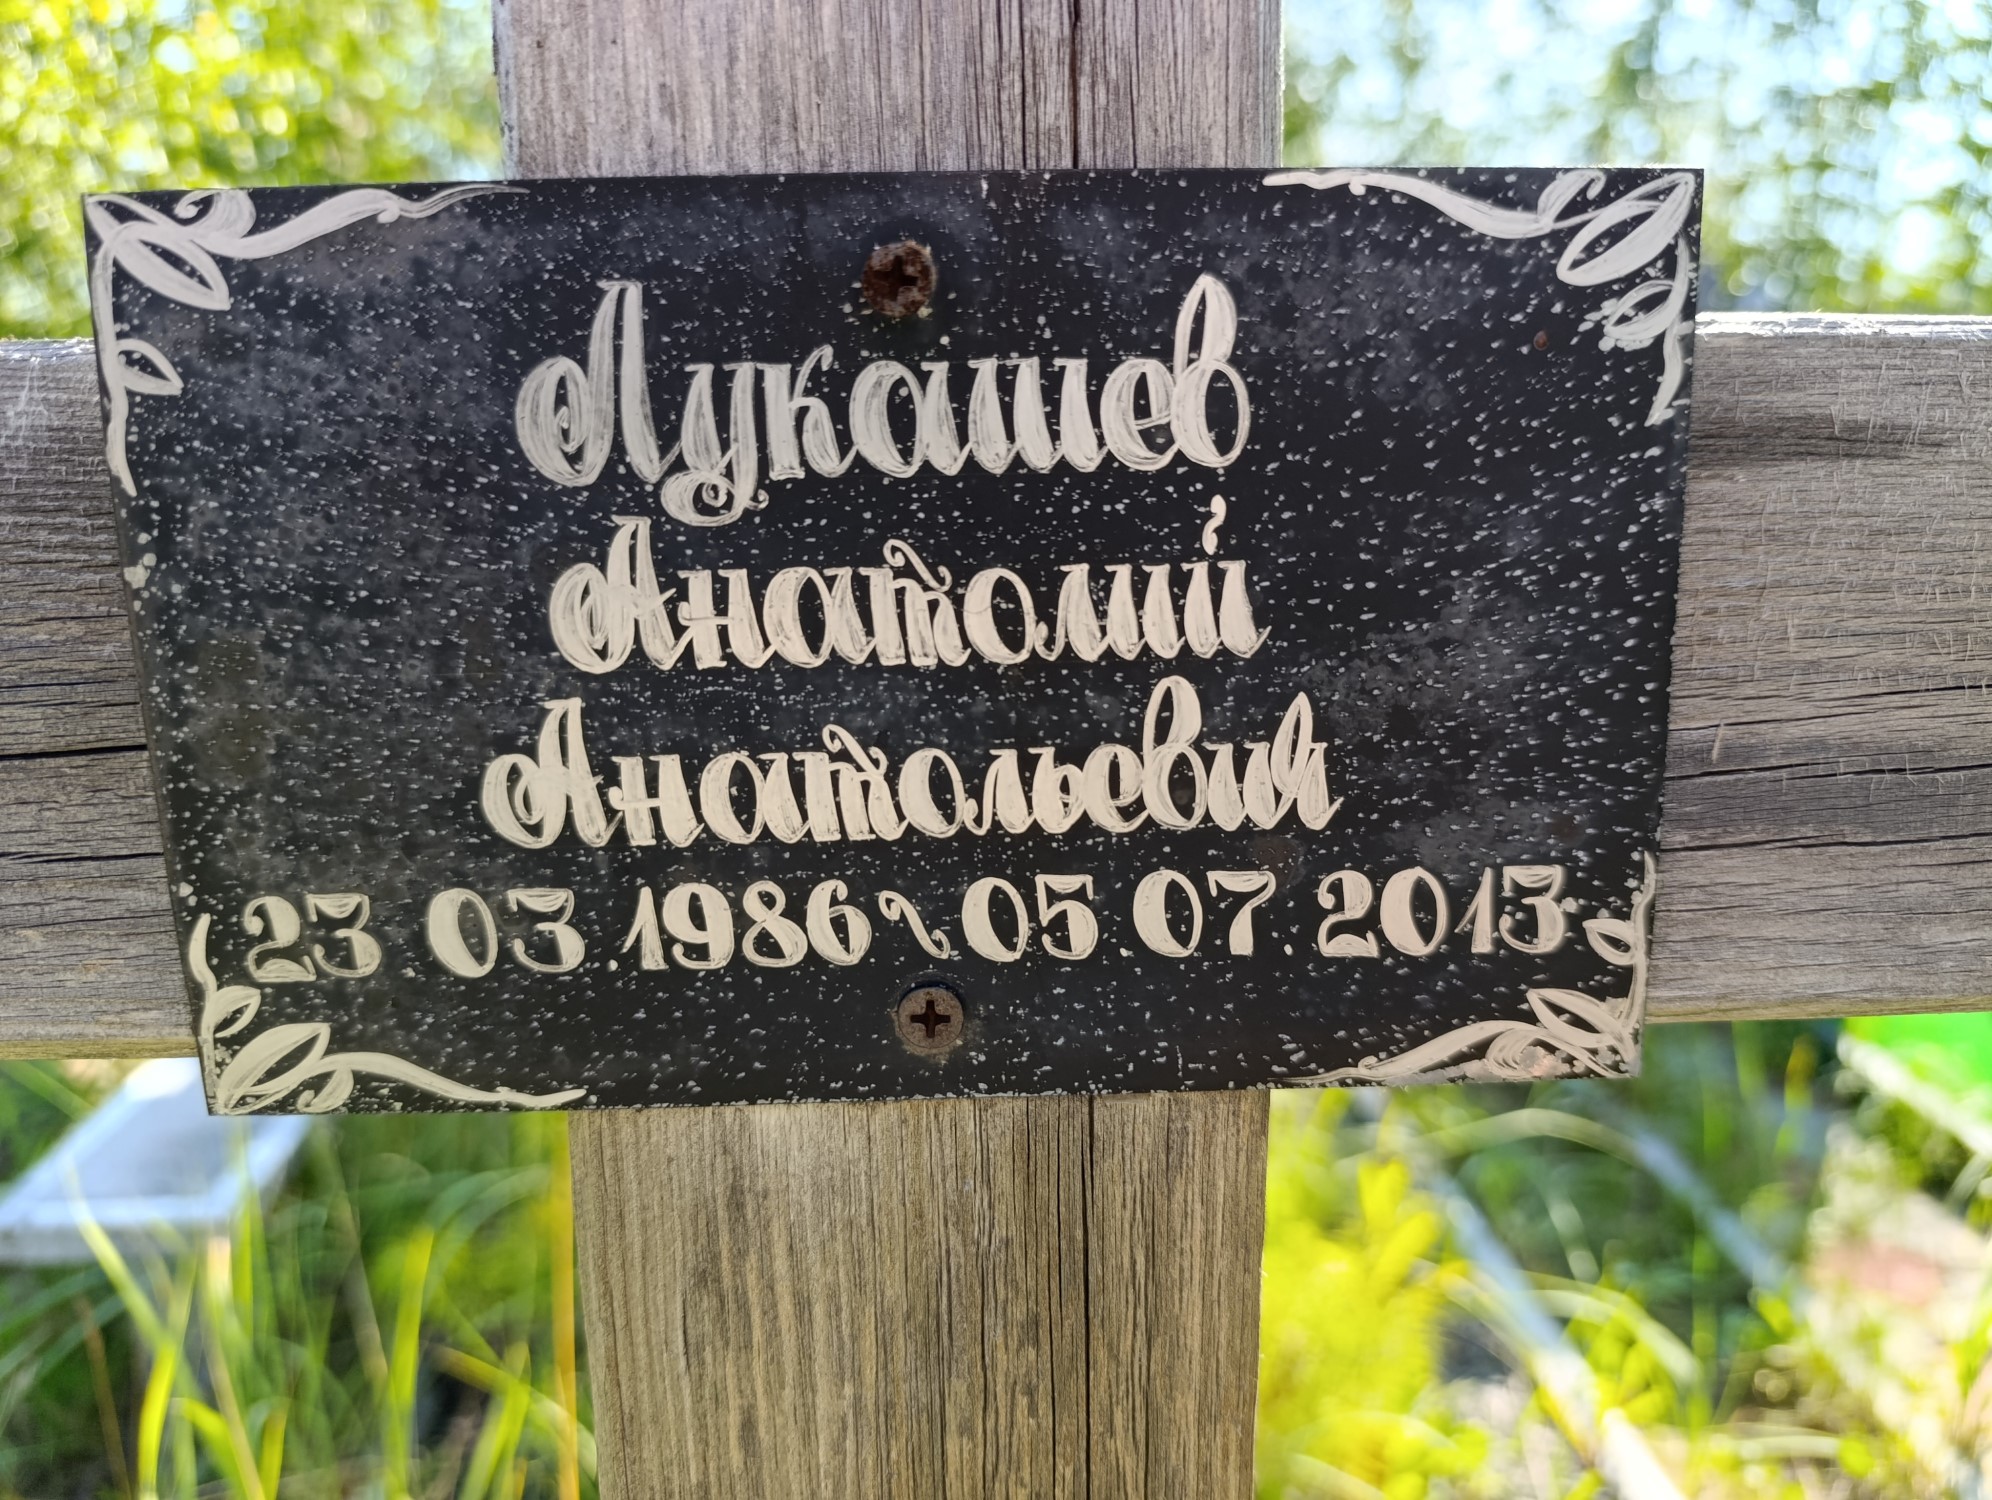 Лукашев
Анатолий
Анатольевич
23 03.1986 ~ 05 07.2013